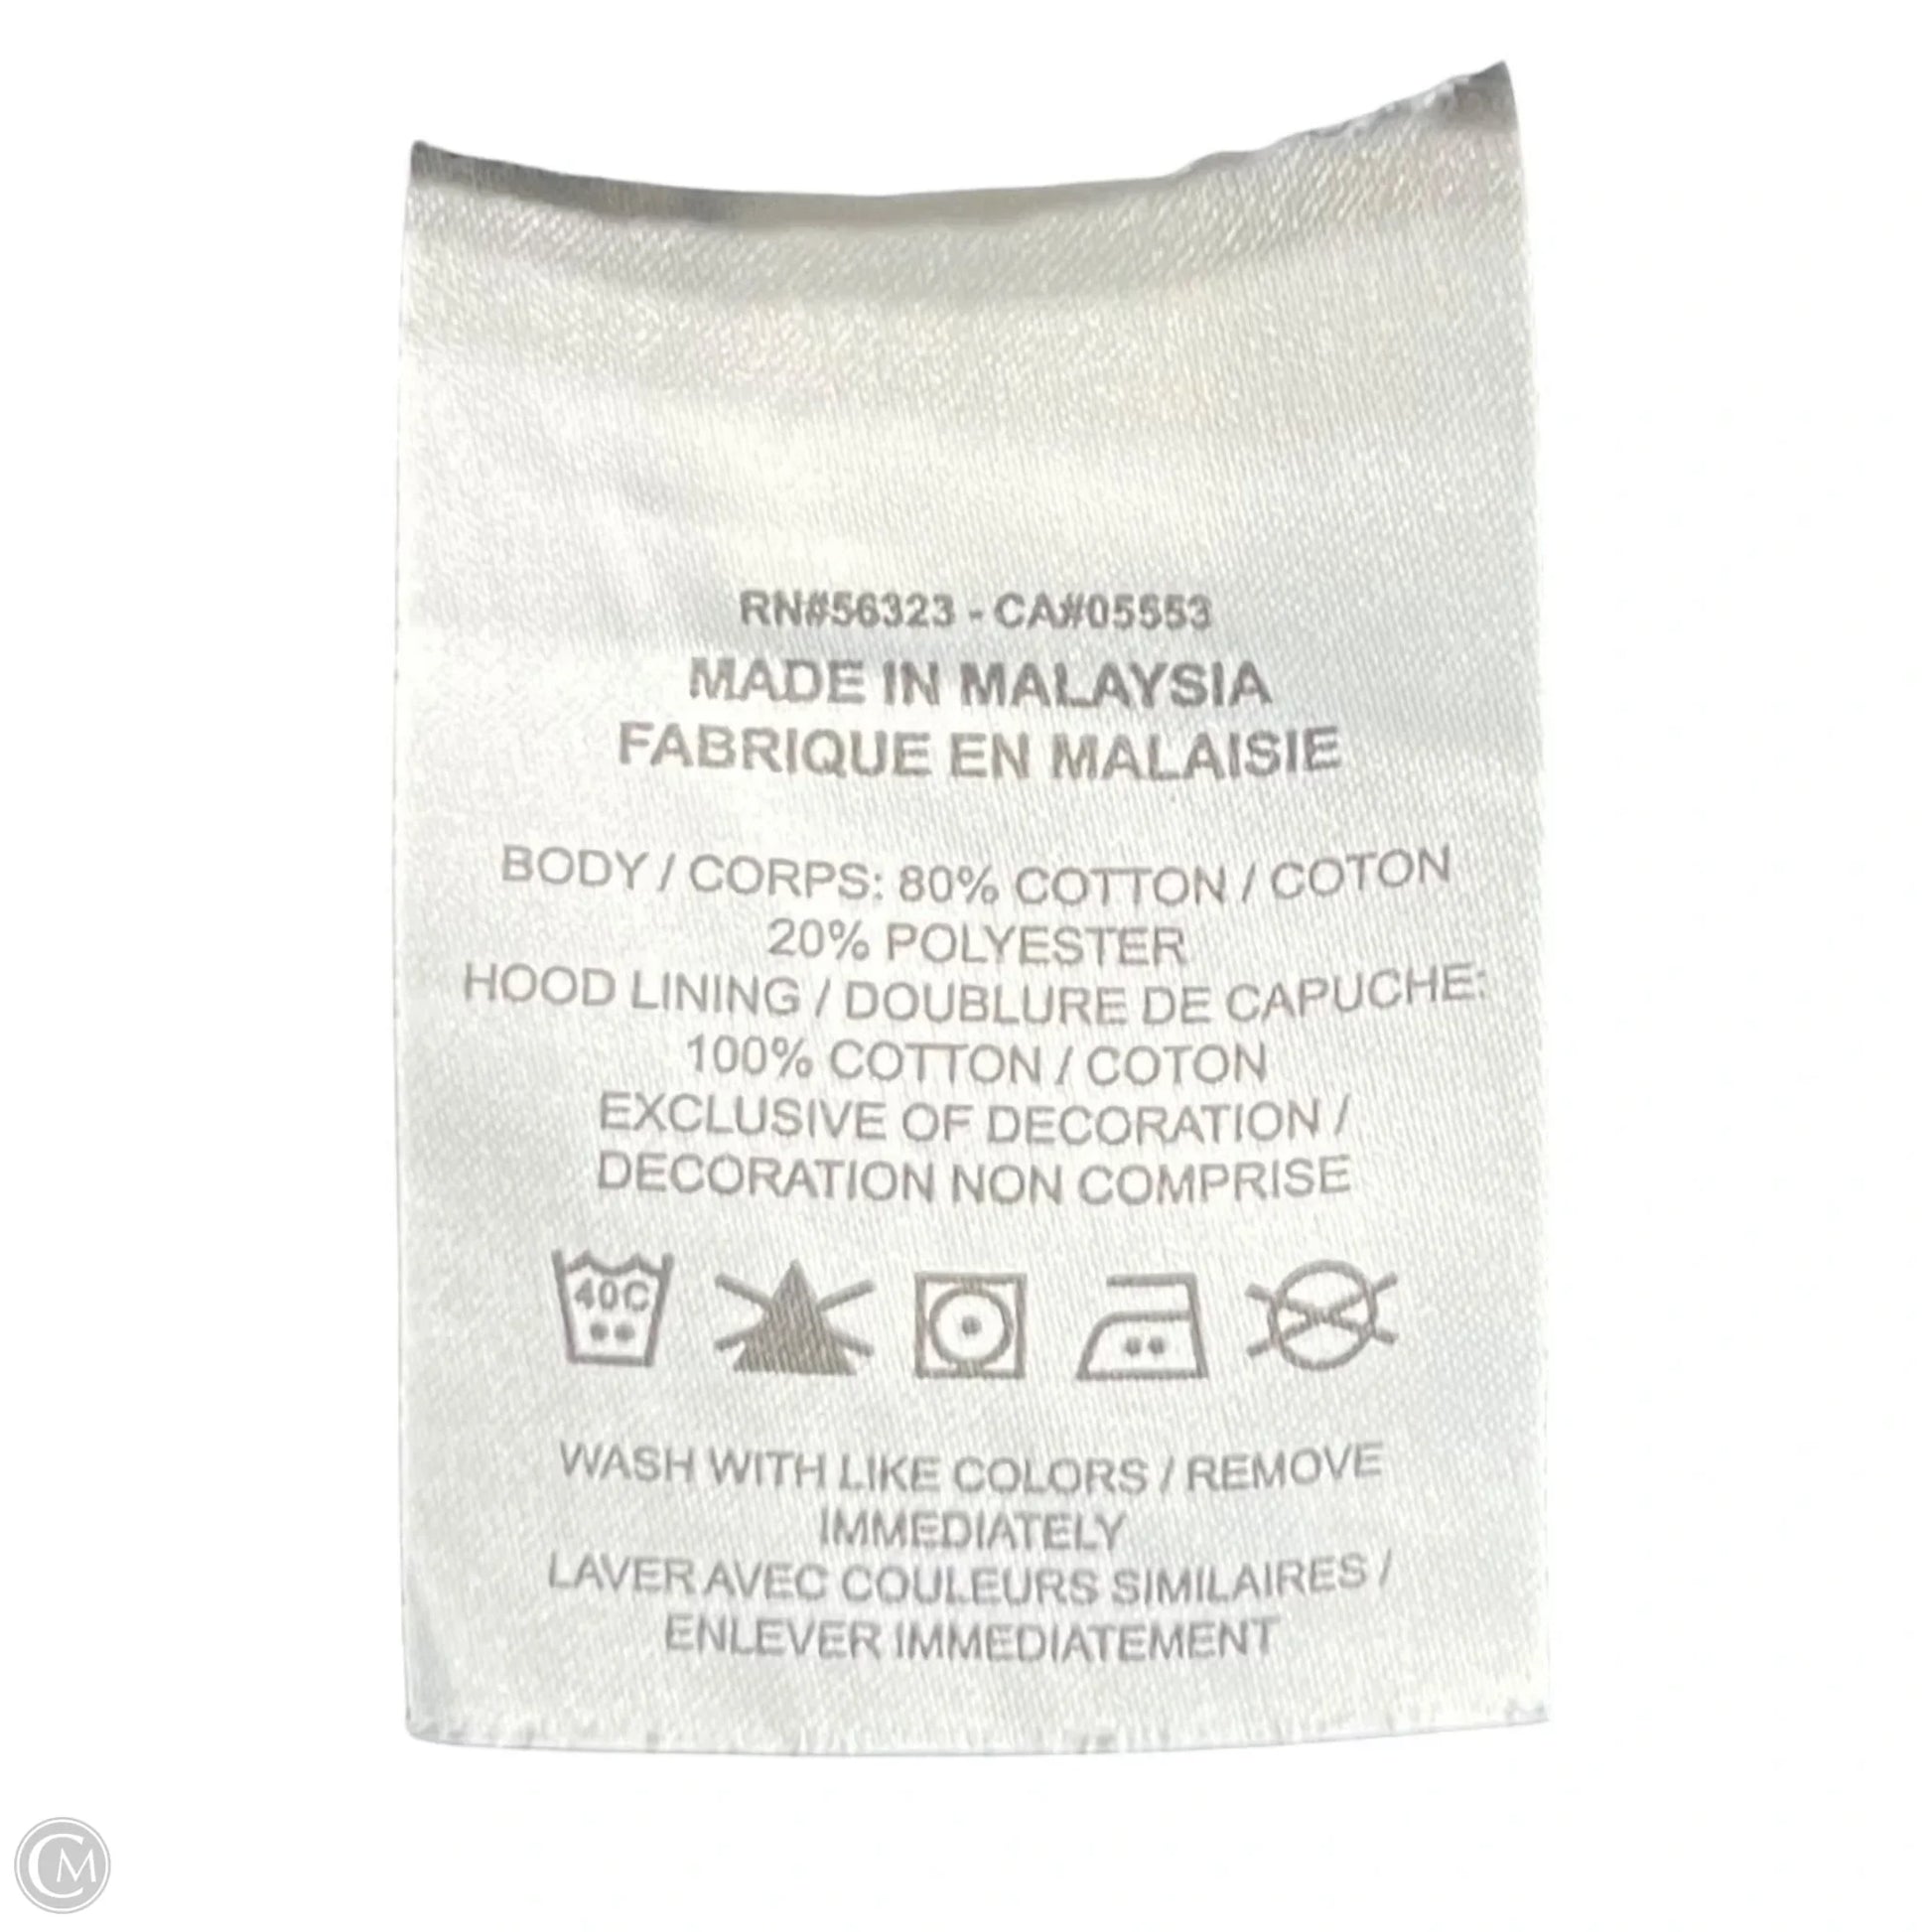 RN#56323 - CA#05553
MADE IN MALAYSIA
FABRIQUE EN MALAISIE
BODY / CORPS: 80% COTTON / COTON
20% POLYESTER
HOOD LINING / DOUBLURE DE CAPUCHE:
100% COTTON / COTON
EXCLUSIVE OF DECORATION /
DECORATION NON COMPRISE
40C
WASH WITH LIKE COLORS / REMOVE
IMMEDIATELY
LAVER AVEC COULEURS SIMILAIRES /
ENLEVER IMMEDIATEMENT
CM